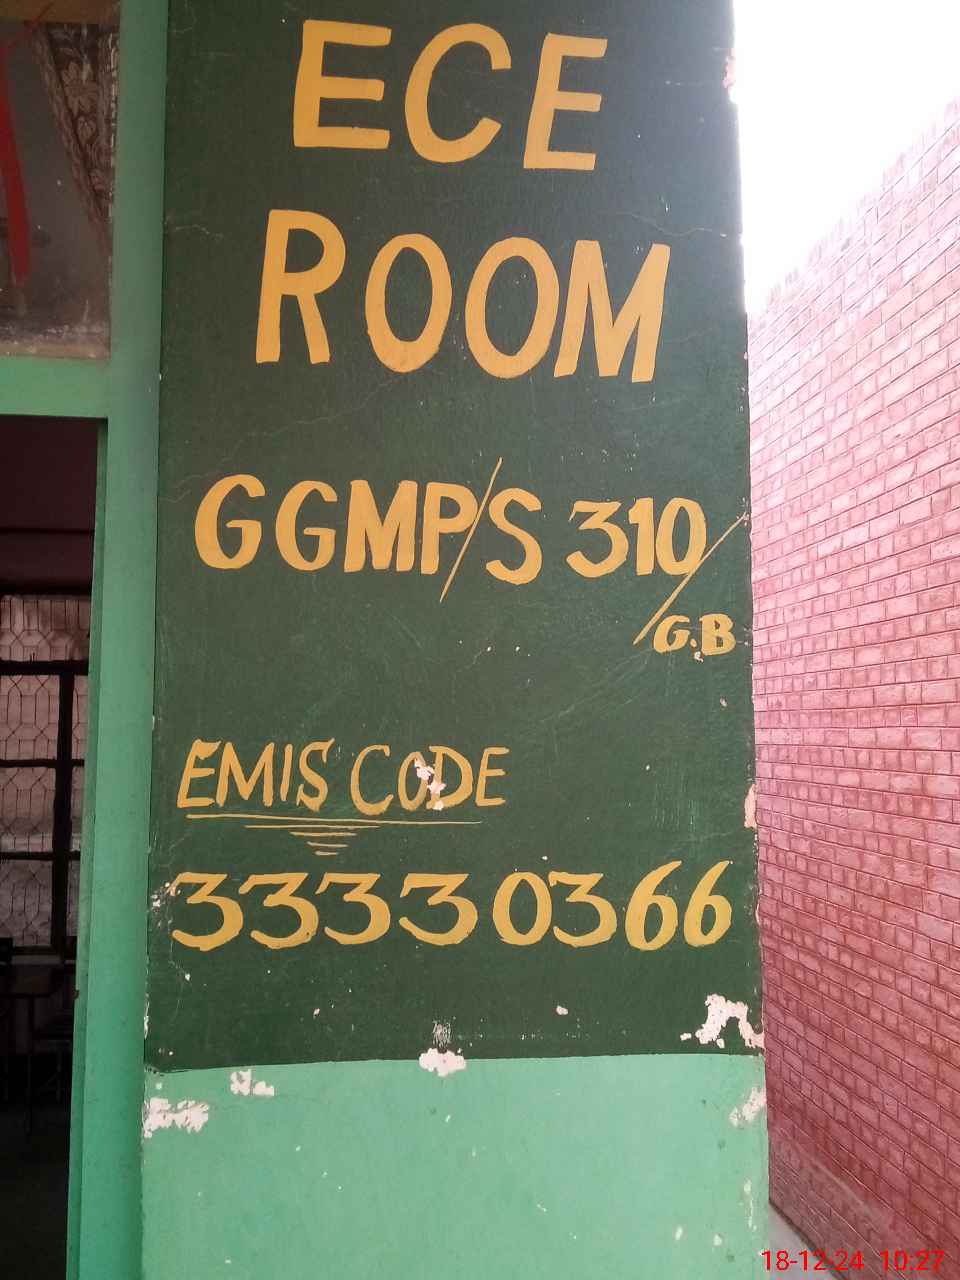 ECE
ROOM
GGMP/S 310/G.B
EMIS CODE
33330366
18-12-24 10:27